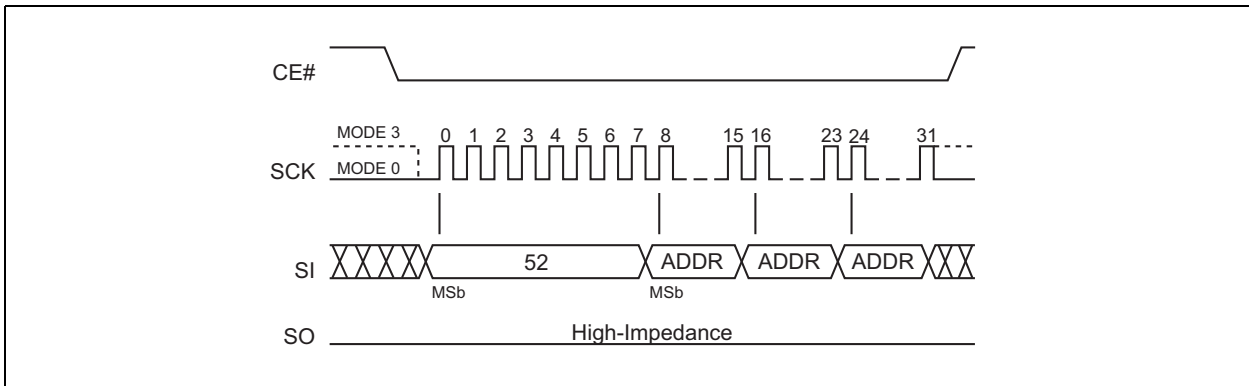 CE#
MODE 3 0 1 2 3 4 5 6 7 8 15 16 23 24 31
SCK MODE 0
SI 52 ADDR ADDR ADDR
MSb MSb
SO High-Impedance